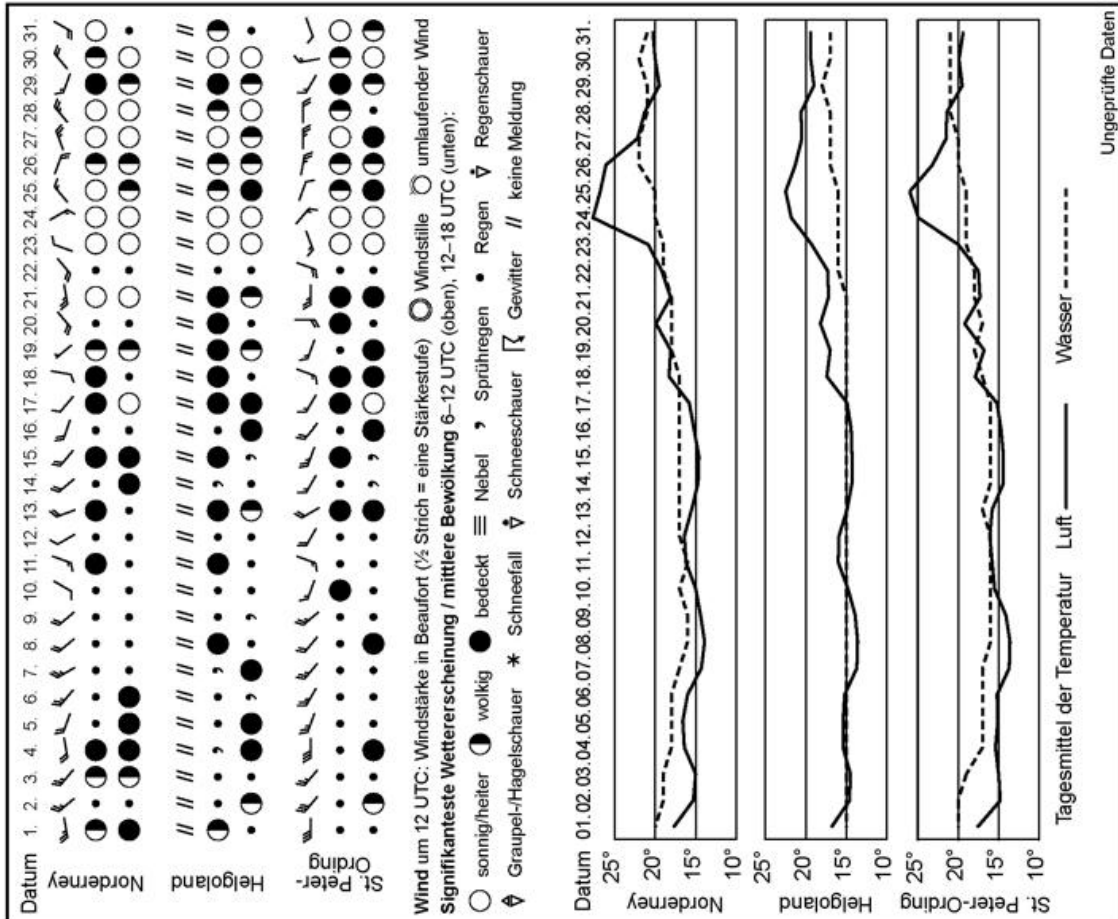 Datum 1. 2. 3. 4. 5. 6. 7. 8. 9. 10. 11. 12. 13. 14. 15. 16. 17. 18. 19. 20. 21. 22. 23. 24. 25. 26. 27. 28. 29. 30. 31.
Norderney
Helgoland
St. Peter-
Ording
Wind um 12 UTC: Windstärke in Beaufort (½ Strich = eine Stärkestufe) Windstille umlaufender Wind
Signifikanteste Wettererscheinung / mittlere Bewölkung 6–12 UTC (oben), 12–18 UTC (unten):
sonnig/heiter wolkig bedeckt Nebel Sprühregen Regen Regenschauer
Graupel-/Hagelschauer Schneefall Schneeschauer Gewitter keine Meldung
Datum 01. 02. 03. 04. 05. 06. 07. 08. 09. 10. 11. 12. 13. 14. 15. 16. 17. 18. 19. 20. 21. 22. 23. 24. 25. 26. 27. 28. 29. 30. 31.
Norderney
25°
20°
15°
10°
Helgoland
25°
20°
15°
10°
St. Peter-Ording
25°
20°
15°
10°
Tagesmittel der Temperatur Luft Wasser
Ungeprüfte Daten